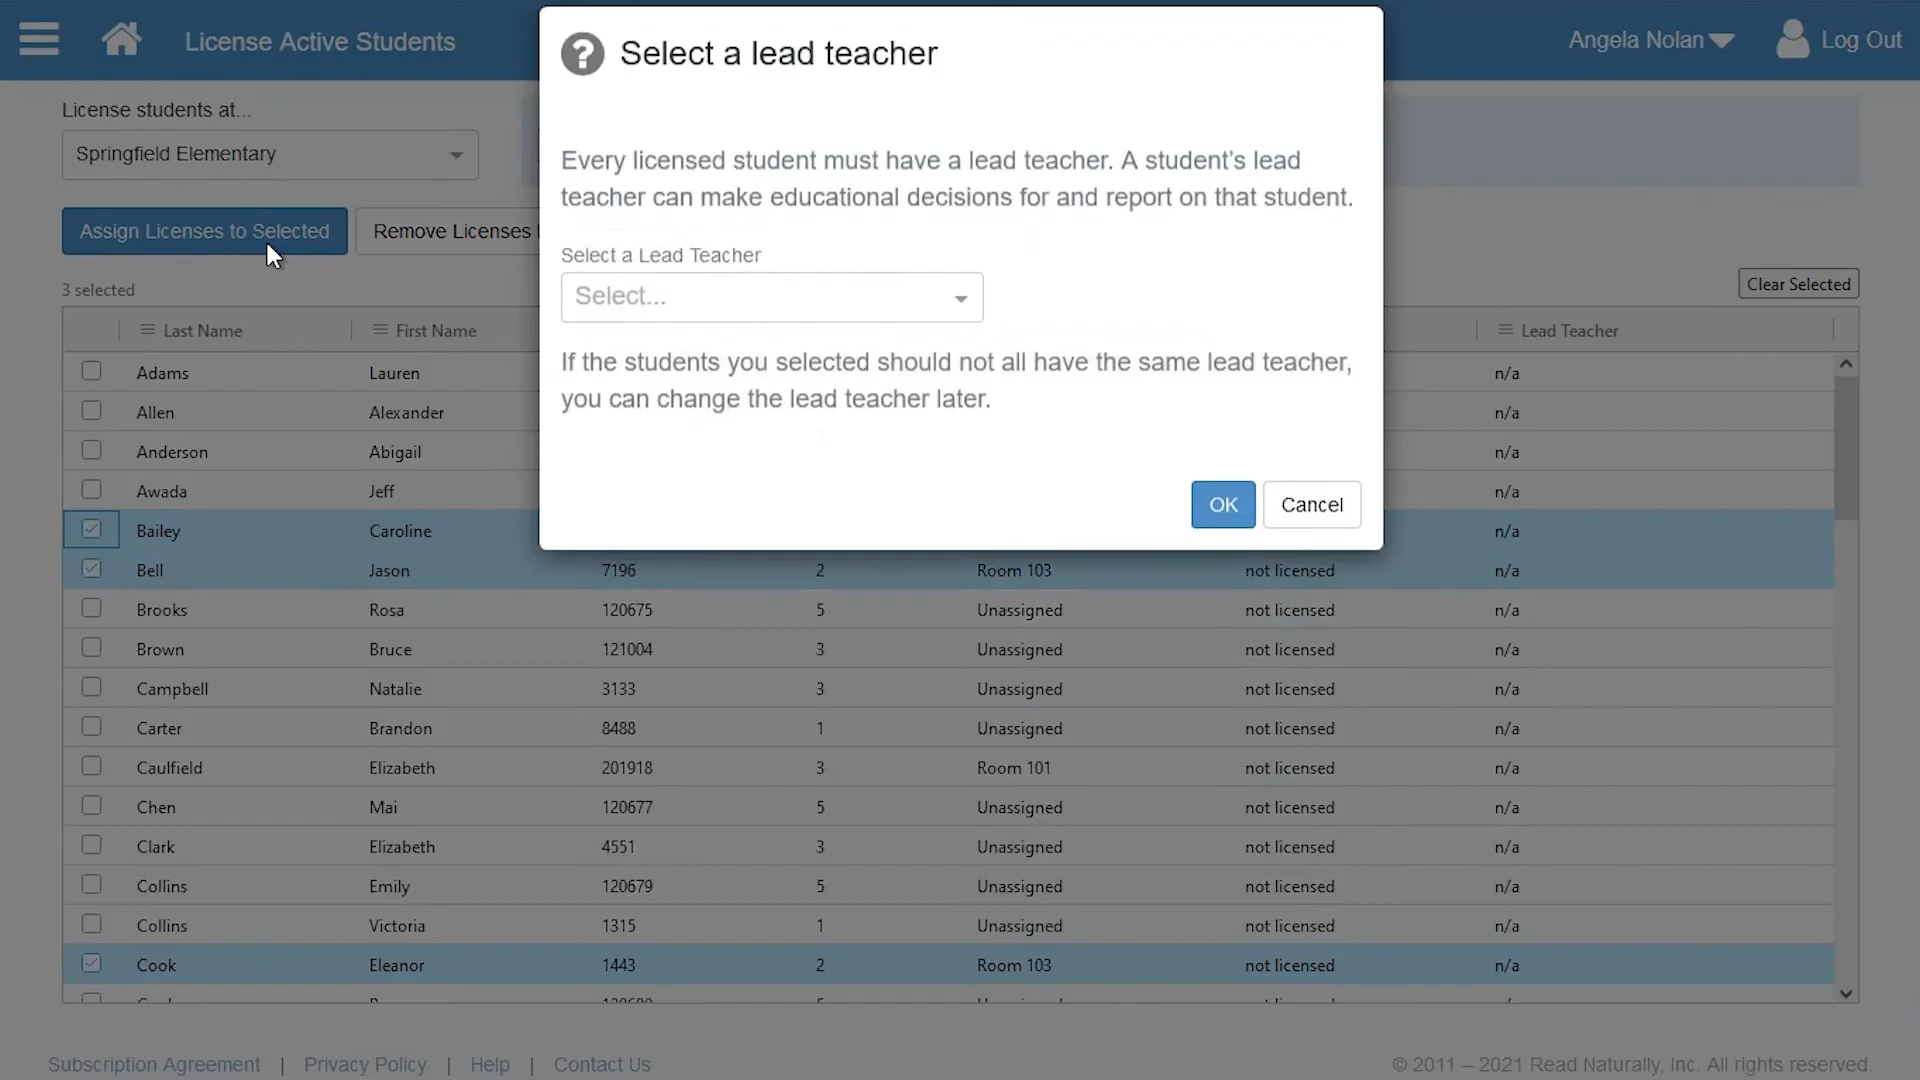 License Active Students
Angela Nolan
Log Out
Select a lead teacher
Every licensed student must have a lead teacher. A student’s lead
teacher can make educational decisions for and report on that student.
Select a Lead Teacher
Select...
If the students you selected should not all have the same lead teacher,
you can change the lead teacher later.
OK Cancel
License students at...
Springfield Elementary
Assign Licenses to Selected
Remove Licenses
3 selected
Clear Selected
Last Name First Name Lead Teacher
Adams Lauren n/a
Allen Alexander n/a
Anderson Abigail n/a
Awada Jeff n/a
Bailey Caroline n/a
Bell Jason 7196 2 Room 103 not licensed n/a
Brooks Rosa 120675 5 Unassigned not licensed n/a
Brown Bruce 121004 3 Unassigned not licensed n/a
Campbell Natalie 3133 3 Unassigned not licensed n/a
Carter Brandon 8488 1 Unassigned not licensed n/a
Caulfield Elizabeth 201918 3 Room 101 not licensed n/a
Chen Mai 120677 5 Unassigned not licensed n/a
Clark Elizabeth 4551 3 Unassigned not licensed n/a
Collins Emily 120679 5 Unassigned not licensed n/a
Collins Victoria 1315 1 Unassigned not licensed n/a
Cook Eleanor 1443 2 Room 103 not licensed n/a
Subscription Agreement | Privacy Policy | Help | Contact Us
© 2011 – 2021 Read Naturally, Inc. All rights reserved.